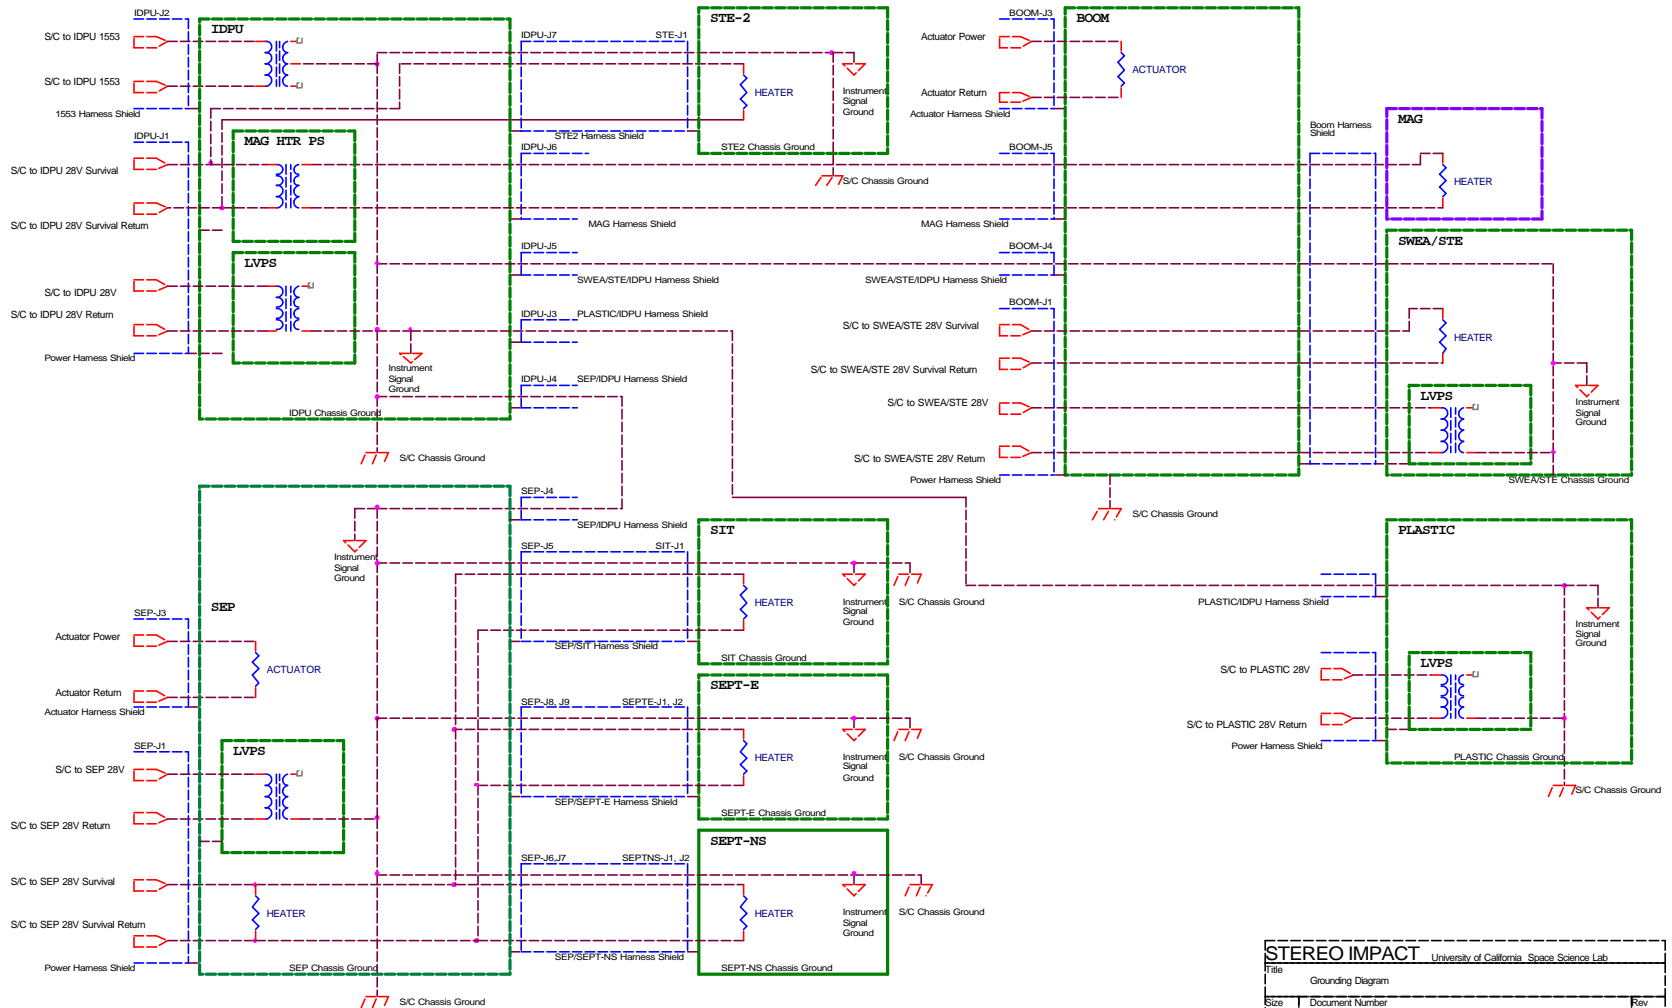 IDPU-J2
IDPU
S/C to IDPU 1553
S/C to IDPU 1553
1553 Harness Shield
IDPU-J1
MAG HTR PS
S/C to IDPU 28V Survival
S/C to IDPU 28V Survival Return
LVPS
S/C to IDPU 28V
S/C to IDPU 28V Return
Power Harness Shield
Instrument
Signal
Ground
IDPU Chassis Ground
S/C Chassis Ground
IDPU-J7
STE-J1
STE2 Harness Shield
IDPU-J6
MAG Harness Shield
IDPU-J5
SWEA/STE/IDPU Harness Shield
IDPU-J3
PLASTIC/IDPU Harness Shield
IDPU-J4
SEP/IDPU Harness Shield
STE-2
HEATER
Instrument
Signal
Ground
STE2 Chassis Ground
S/C Chassis Ground
BOOM-J3
BOOM
Actuator Power
ACTUATOR
Actuator Return
Actuator Harness Shield
BOOM-J5
MAG Harness Shield
BOOM-J4
SWEA/STE/IDPU Harness Shield
BOOM-J1
S/C to SWEA/STE 28V Survival
S/C to SWEA/STE 28V Survival Return
S/C to SWEA/STE 28V
S/C to SWEA/STE 28V Return
Power Harness Shield
S/C Chassis Ground
Boom Harness
Shield
MAG
HEATER
SWEA/STE
HEATER
LVPS
Instrument
Signal
Ground
SWEA/STE Chassis Ground
SEP-J4
SEP/IDPU Harness Shield
Instrument
Signal
Ground
SEP
SEP-J3
Actuator Power
ACTUATOR
Actuator Return
Actuator Harness Shield
SEP-J1
LVPS
S/C to SEP 28V
S/C to SEP 28V Return
S/C to SEP 28V Survival
HEATER
S/C to SEP 28V Survival Return
Power Harness Shield
SEP Chassis Ground
S/C Chassis Ground
SEP-J5
SIT-J1
SEP/SIT Harness Shield
SIT
HEATER
Instrument
Signal
Ground
S/C Chassis Ground
SIT Chassis Ground
SEP-J8, J9
SEPTE-J1, J2
SEP/SEPT-E Harness Shield
SEPT-E
HEATER
Instrument
Signal
Ground
S/C Chassis Ground
SEPT-E Chassis Ground
SEP-J6,J7
SEPTNS-J1, J2
SEP/SEPT-NS Harness Shield
SEPT-NS
HEATER
Instrument
Signal
Ground
S/C Chassis Ground
SEPT-NS Chassis Ground
PLASTIC
PLASTIC/IDPU Harness Shield
Instrument
Signal
Ground
LVPS
S/C to PLASTIC 28V
S/C to PLASTIC 28V Return
Power Harness Shield
PLASTIC Chassis Ground
S/C Chassis Ground
STEREO IMPACT University of California Space Science Lab
Title
Grounding Diagram
Size Document Number Rev